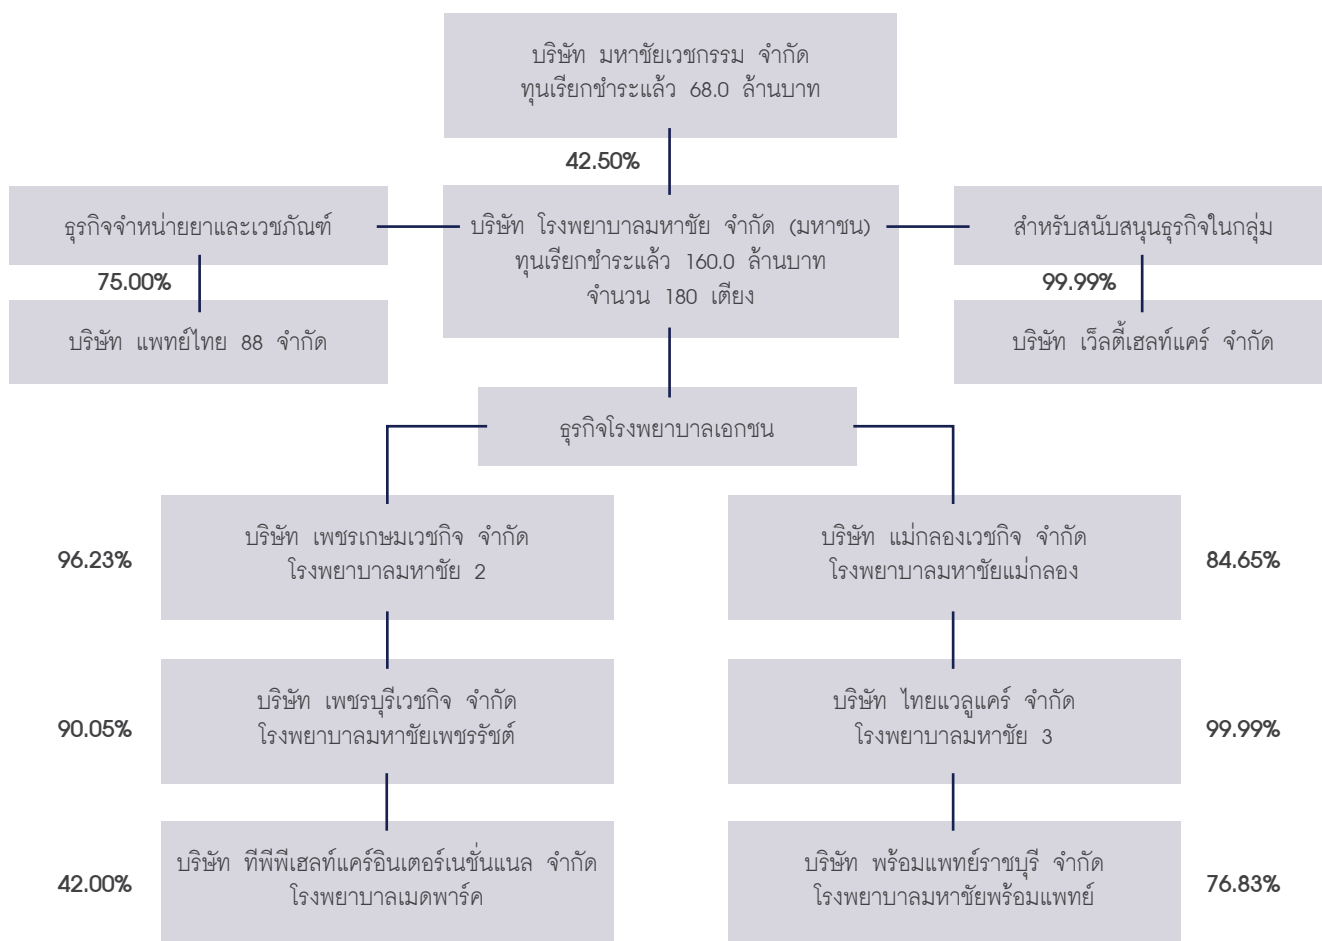 บริษัท มหาชัยเวชกรรม จำกัด
ทุนเรียกชำระแล้ว 68.0 ล้านบาท
42.50%
ธุรกิจจำหน่ายยาและเวชภัณฑ์
บริษัท โรงพยาบาลมหาชัย จำกัด (มหาชน)
ทุนเรียกชำระแล้ว 160.0 ล้านบาท
จำนวน 180 เตียง
สำหรับสนับสนุนธุรกิจในกลุ่ม
75.00%
99.99%
บริษัท แพทย์ไทย 88 จำกัด
บริษัท เว็ลตี้เฮลท์แคร์ จำกัด
ธุรกิจโรงพยาบาลเอกชน
96.23%
บริษัท เพชรเกษมเวชกิจ จำกัด
โรงพยาบาลมหาชัย 2
บริษัท แม่กลองเวชกิจ จำกัด
โรงพยาบาลมหาชัยแม่กลอง
84.65%
90.05%
บริษัท เพชรบุรีเวชกิจ จำกัด
โรงพยาบาลมหาชัยเพชรรัชต์
บริษัท ไทยแวลูแคร์ จำกัด
โรงพยาบาลมหาชัย 3
99.99%
42.00%
บริษัท ทีพีพีเฮลท์แคร์อินเตอร์เนชั่นแนล จำกัด
โรงพยาบาลเมดพาร์ค
บริษัท พร้อมแพทย์ราชบุรี จำกัด
โรงพยาบาลมหาชัยพร้อมแพทย์
76.83%